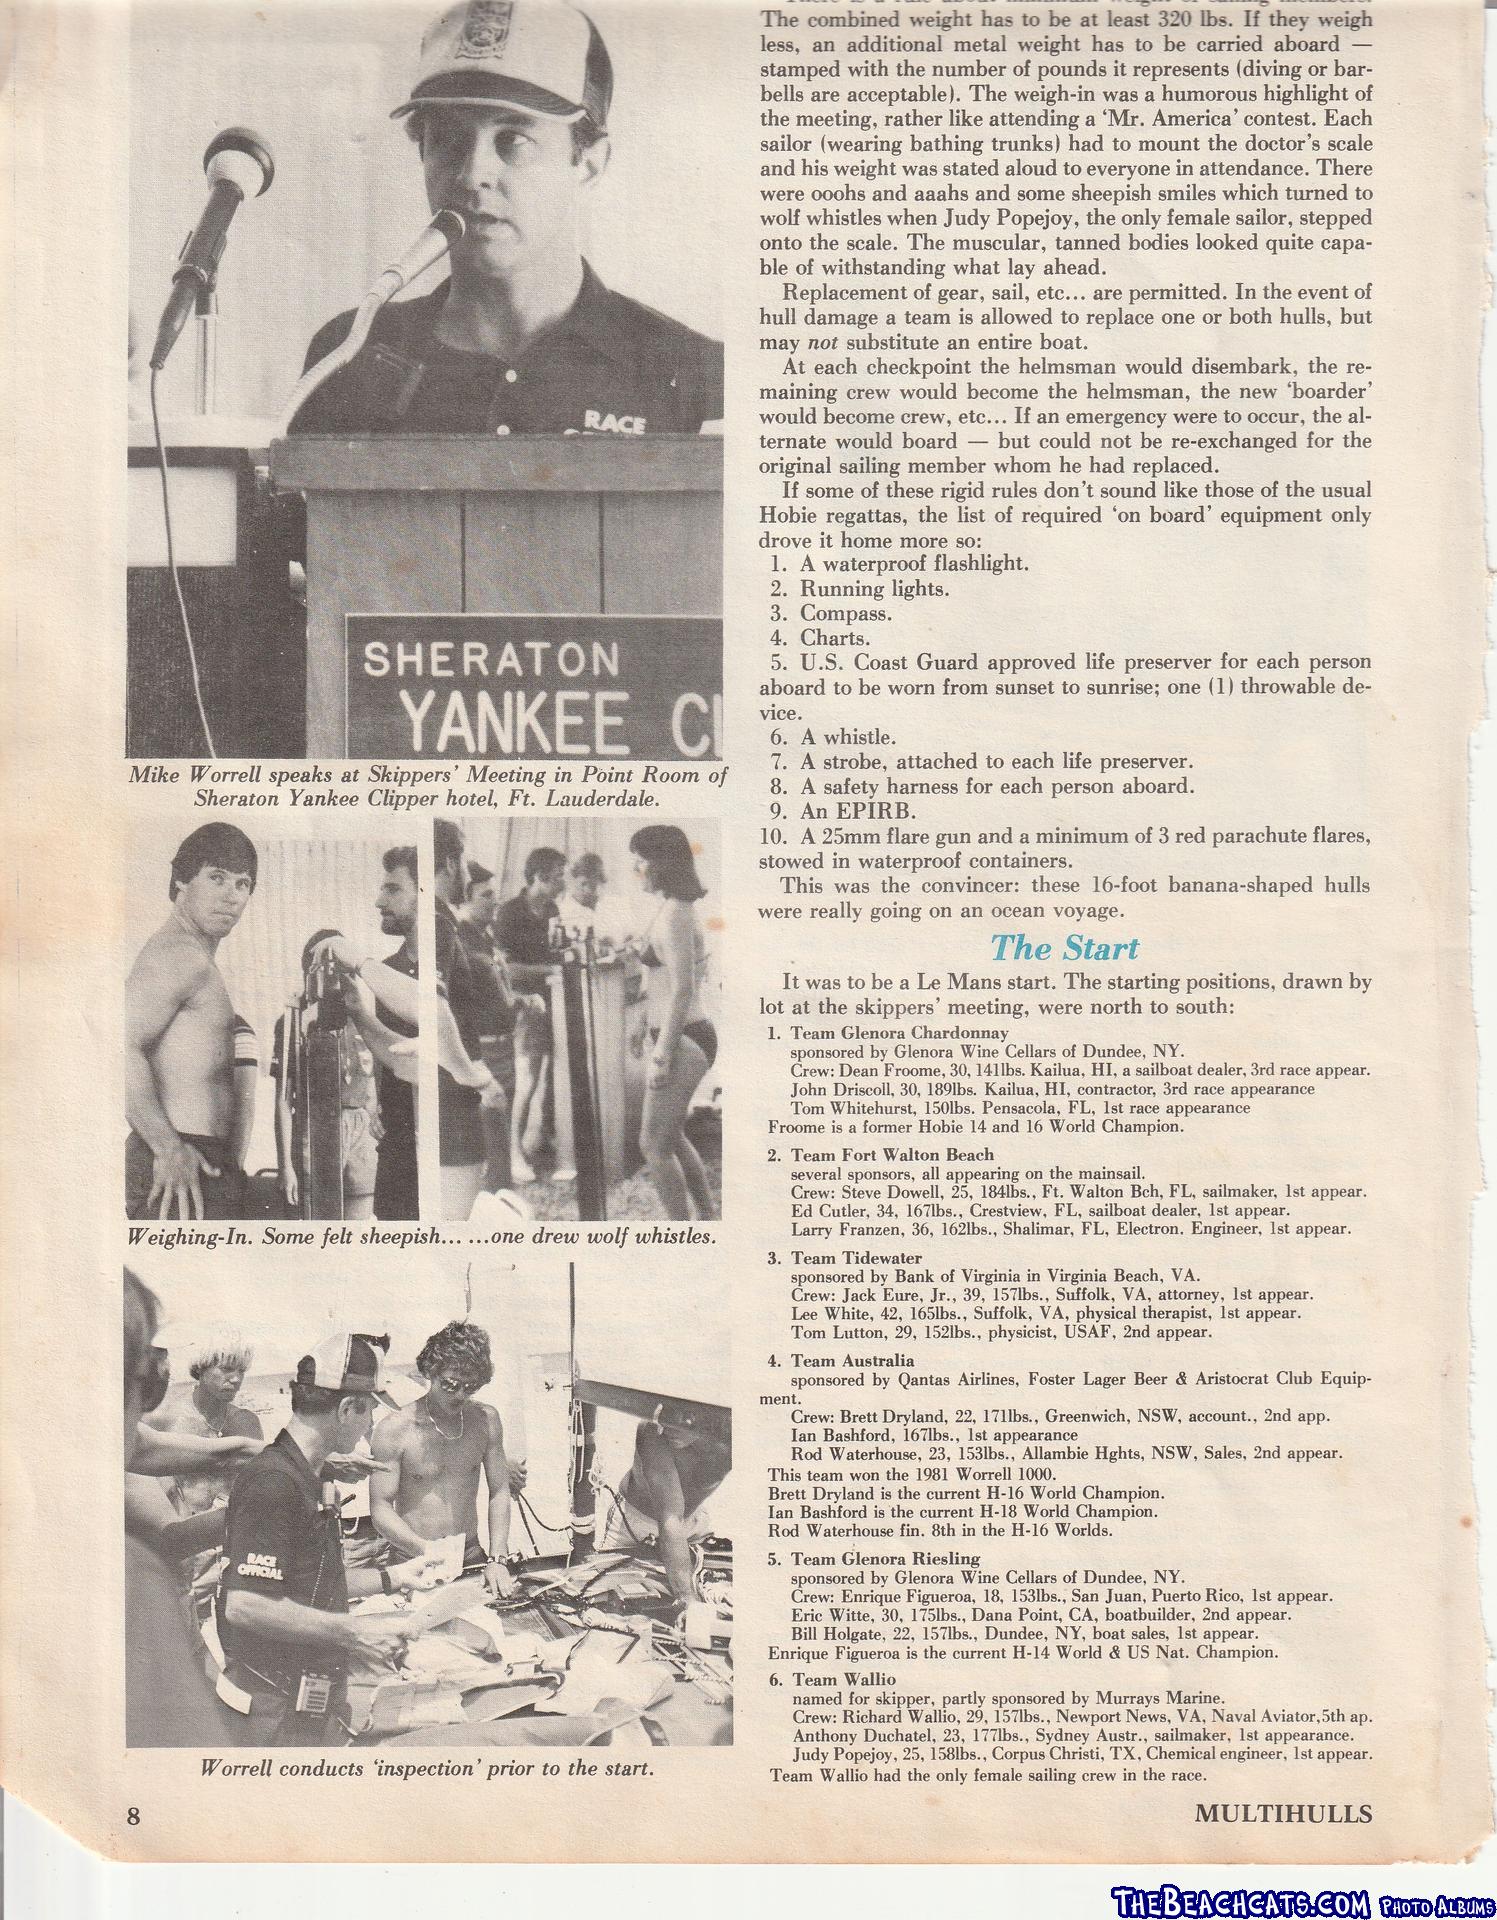 The combined weight has to be at least 320 lbs. If they weigh
less, an additional metal weight has to be carried aboard —
stamped with the number of pounds it represents (diving or bar-
bells are acceptable). The weigh-in was a humorous highlight of
the meeting, rather like attending a 'Mr. America' contest. Each
sailor (wearing bathing trunks) had to mount the doctor's scale
and his weight was stated aloud to everyone in attendance. There
were ooohs and aaahs and some sheepish smiles which turned to
wolf whistles when Judy Popejoy, the only female sailor, stepped
onto the scale. The muscular, tanned bodies looked quite capa-
ble of withstanding what lay ahead.
Replacement of gear, sail, etc... are permitted. In the event of
hull damage a team is allowed to replace one or both hulls, but
may not substitute an entire boat.
At each checkpoint the helmsman would disembark, the re-
maining crew would become the helmsman, the new 'boarder'
would become crew, etc... If an emergency were to occur, the al-
ternate would board — but could not be re-exchanged for the
original sailing member whom he had replaced.
If some of these rigid rules don't sound like those of the usual
Hobie regattas, the list of required 'on board' equipment only
drove it home more so:
1. A waterproof flashlight.
2. Running lights.
3. Compass.
4. Charts.
5. U.S. Coast Guard approved life preserver for each person
aboard to be worn from sunset to sunrise; one (1) throwable de-
vice.
6. A whistle.
7. A strobe, attached to each life preserver.
8. A safety harness for each person aboard.
9. An EPIRB.
10. A 25mm flare gun and a minimum of 3 red parachute flares,
stowed in waterproof containers.
This was the convincer: these 16-foot banana-shaped hulls
were really going on an ocean voyage.
The Start
It was to be a Le Mans start. The starting positions, drawn by
lot at the skippers' meeting, were north to south:
1. Team Glenora Chardonnay
sponsored by Glenora Wine Cellars of Dundee, NY.
Crew: Dean Froome, 30, 141lbs. Kailua, HI, a sailboat dealer, 3rd race appear.
John Driscoll, 30, 189lbs. Kailua, HI, contractor, 3rd race appearance
Tom Whitehurst, 150lbs. Pensacola, FL, 1st race appearance
Froome is a former Hobie 14 and 16 World Champion.
2. Team Fort Walton Beach
several sponsors, all appearing on the mainsail.
Crew: Steve Dowell, 25, 184lbs., Ft. Walton Bch, FL, sailmaker, 1st appear.
Ed Cutler, 34, 167lbs., Crestview, FL, sailboat dealer, 1st appear.
Larry Franzen, 36, 162lbs., Shalimar, FL, Electron. Engineer, 1st appear.
3. Team Tidewater
sponsored by Bank of Virginia in Virginia Beach, VA.
Crew: Jack Eure, Jr., 39, 157lbs., Suffolk, VA, attorney, 1st appear.
Lee White, 42, 165lbs., Suffolk, VA, physical therapist, 1st appear.
Tom Lutton, 29, 152lbs., physicist, USAF, 2nd appear.
4. Team Australia
sponsored by Qantas Airlines, Foster Lager Beer & Aristocrat Club Equip-
ment.
Crew: Brett Dryland, 22, 171lbs., Greenwich, NSW, account., 2nd app.
Ian Bashford, 167lbs., 1st appearance
Rod Waterhouse, 23, 153lbs., Allambie Hghts, NSW, Sales, 2nd appear.
This team won the 1981 Worrell 1000.
Brett Dryland is the current H-16 World Champion.
Ian Bashford is the current H-18 World Champion.
Rod Waterhouse fin. 8th in the H-16 Worlds.
5. Team Glenora Riesling
sponsored by Glenora Wine Cellars of Dundee, NY.
Crew: Enrique Figueroa, 18, 153lbs., San Juan, Puerto Rico, 1st appear.
Eric Witte, 30, 175lbs., Dana Point, CA, boatbuilder, 2nd appear.
Bill Holgate, 22, 157lbs., Dundee, NY, boat sales, 1st appear.
Enrique Figueroa is the current H-14 World & US Nat. Champion.
6. Team Wallio
named for skipper, partly sponsored by Murrays Marine.
Crew: Richard Wallio, 29, 157lbs., Newport News, VA, Naval Aviator,5th ap.
Anthony Duchatel, 23, 177lbs., Sydney Austr., sailmaker, 1st appearance.
Judy Popejoy, 25, 158lbs., Corpus Christi, TX, Chemical engineer, 1st appear.
Team Wallio had the only female sailing crew in the race.
RACE
SHERATON
YANKEE
Mike Worrell speaks at Skippers' Meeting in Point Room of
Sheraton Yankee Clipper hotel, Ft. Lauderdale.
Weighing-In. Some felt sheepish... ...one drew wolf whistles.
RACE
OFFICIAL
Worrell conducts 'inspection' prior to the start.
8
MULTIHULLS
THEBEACHCATS.COM PHOTO ALBUMS